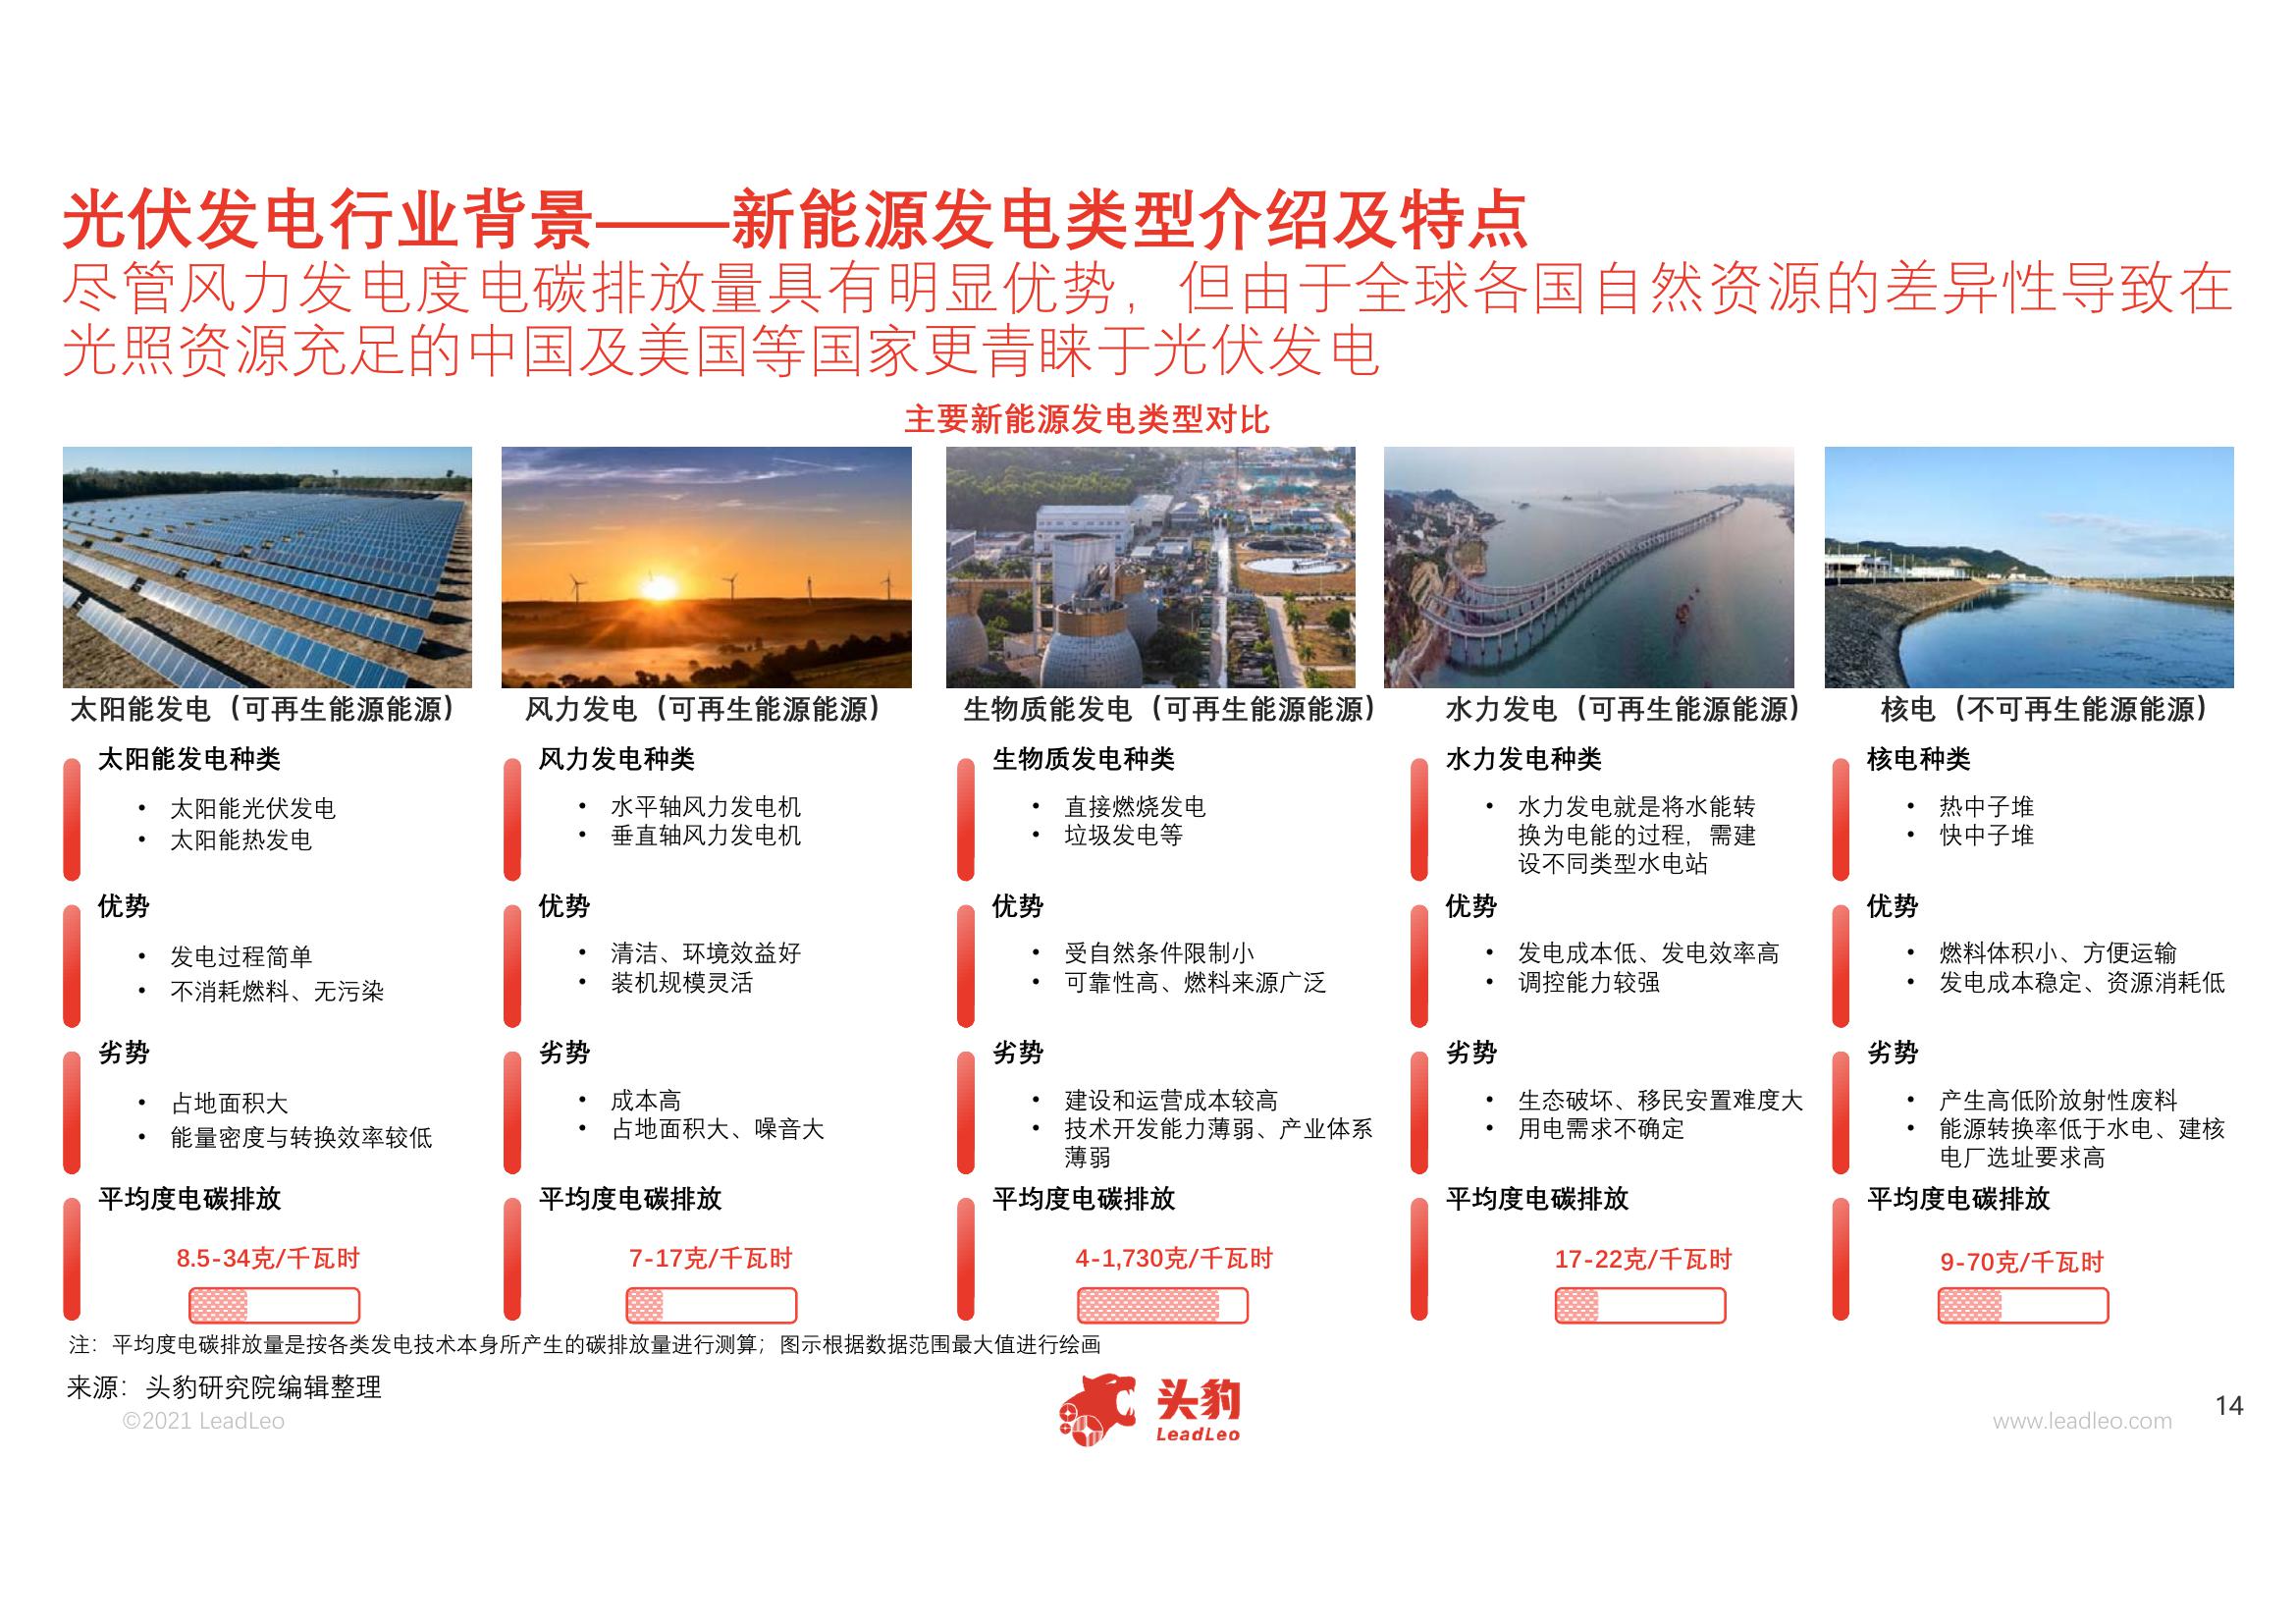 光伏发电行业背景——新能源发电类型介绍及特点
尽管风力发电度电碳排放量具有明显优势，但由于全球各国自然资源的差异性导致在
光照资源充足的中国及美国等国家更青睐于光伏发电
主要新能源发电类型对比
太阳能发电（可再生能源能源）
太阳能发电种类
• 太阳能光伏发电
• 太阳能热发电
优势
• 发电过程简单
• 不消耗燃料、无污染
劣势
• 占地面积大
• 能量密度与转换效率较低
平均度电碳排放
8.5-34克/千瓦时
风力发电（可再生能源能源）
风力发电种类
• 水平轴风力发电机
• 垂直轴风力发电机
优势
• 清洁、环境效益好
• 装机规模灵活
劣势
• 成本高
• 占地面积大、噪音大
平均度电碳排放
7-17克/千瓦时
生物质能发电（可再生能源能源）
生物质发电种类
• 直接燃烧发电
• 垃圾发电等
优势
• 受自然条件限制小
• 可靠性高、燃料来源广泛
劣势
• 建设和运营成本较高
• 技术开发能力薄弱、产业体系
薄弱
平均度电碳排放
4-1,730克/千瓦时
水力发电（可再生能源能源）
水力发电种类
• 水力发电就是将水能转
换为电能的过程，需建
设不同类型水电站
优势
• 发电成本低、发电效率高
• 调控能力较强
劣势
• 生态破坏、移民安置难度大
• 用电需求不确定
平均度电碳排放
17-22克/千瓦时
核电（不可再生能源能源）
核电种类
• 热中子堆
• 快中子堆
优势
• 燃料体积小、方便运输
• 发电成本稳定、资源消耗低
劣势
• 产生高低阶放射性废料
• 能源转换率低于水电、建核
电厂选址要求高
平均度电碳排放
9-70克/千瓦时
注：平均度电碳排放量是按各类发电技术本身所产生的碳排放量进行测算；图示根据数据范围最大值进行绘画
来源：头豹研究院编辑整理
©2021 LeadLeo
头豹
LeadLeo
www.leadleo.com
14